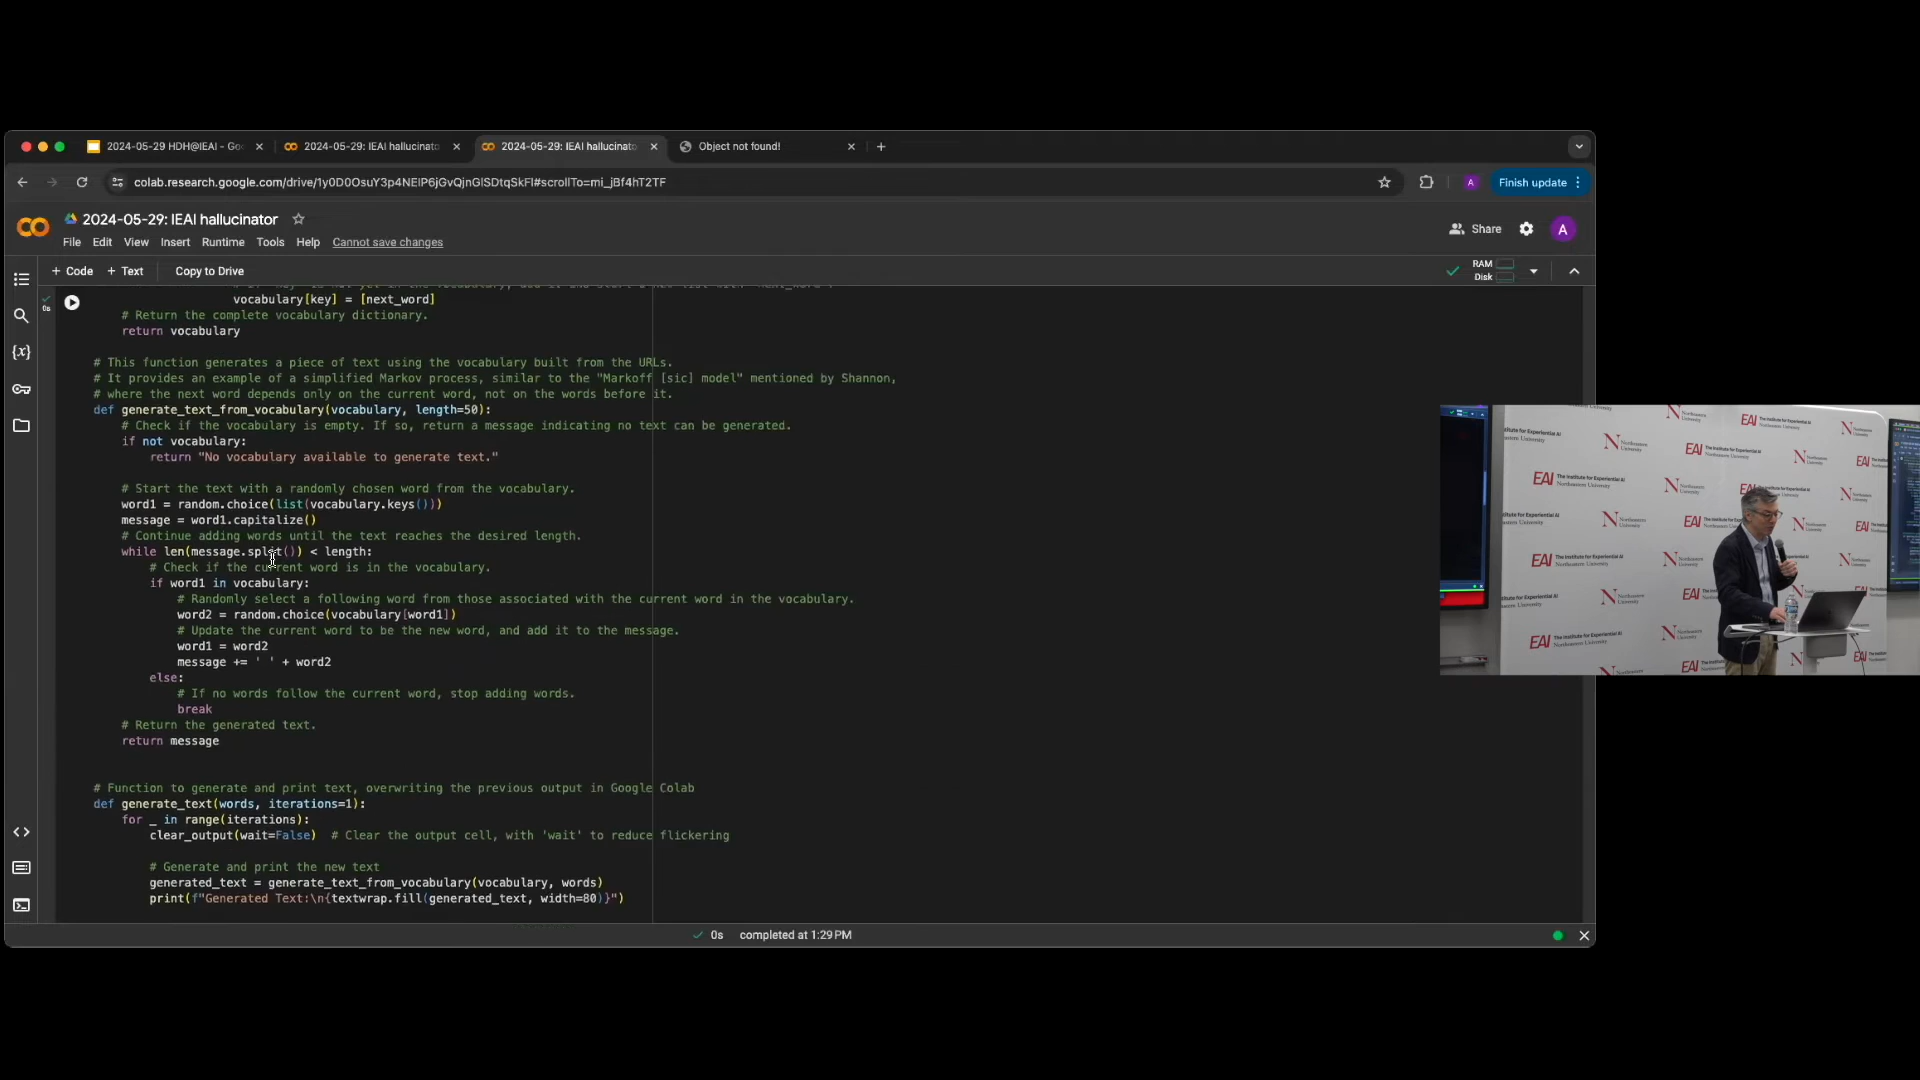 2024-05-29 HDH@IEAI - Goo
2024-05-29: IEAI hallucinato
2024-05-29: IEAI hallucinato
Object not found!
colab.research.google.com/drive/1y0D0OsuY3p4NEIP6jGvQjnGlSDtqSkFl#scrollTo=mi_jBf4hT2TF
A
Finish update
2024-05-29: IEAI hallucinator
File Edit View Insert Runtime Tools Help Cannot save changes
Share
A
+ Code + Text Copy to Drive
RAM
Disk
0s
vocabulary[key] = [next_word]
# Return the complete vocabulary dictionary.
return vocabulary
# This function generates a piece of text using the vocabulary built from the URLs.
# It provides an example of a simplified Markov process, similar to the "Markoff [sic] model" mentioned by Shannon,
# where the next word depends only on the current word, not on the words before it.
def generate_text_from_vocabulary(vocabulary, length=50):
# Check if the vocabulary is empty. If so, return a message indicating no text can be generated.
if not vocabulary:
return "No vocabulary available to generate text."
# Start the text with a randomly chosen word from the vocabulary.
word1 = random.choice(list(vocabulary.keys()))
message = word1.capitalize()
# Continue adding words until the text reaches the desired length.
while len(message.split()) < length:
# Check if the current word is in the vocabulary.
if word1 in vocabulary:
# Randomly select a following word from those associated with the current word in the vocabulary.
word2 = random.choice(vocabulary[word1])
# Update the current word to be the new word, and add it to the message.
word1 = word2
message += ' ' + word2
else:
# If no words follow the current word, stop adding words.
break
# Return the generated text.
return message
# Function to generate and print text, overwriting the previous output in Google Colab
def generate_text(words, iterations=1):
for _ in range(iterations):
clear_output(wait=False) # Clear the output cell, with 'wait' to reduce flickering
# Generate and print the new text
generated_text = generate_text_from_vocabulary(vocabulary, words)
print(f"Generated Text:\n{textwrap.fill(generated_text, width=80)}")
0s completed at 1:29 PM
EAI The Institute for Experiential AI
Northeastern University
N Northeastern University